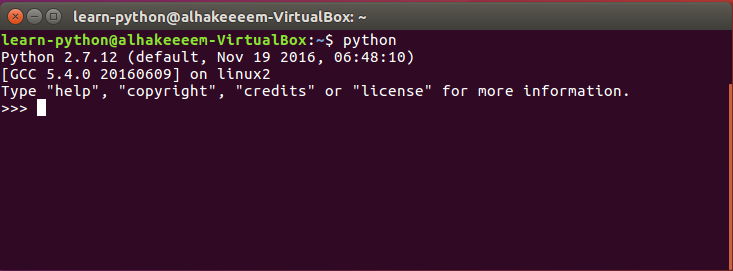 learn-python@alhakeeeem-VirtualBox: ~
learn-python@alhakeeeem-VirtualBox:~$ python
Python 2.7.12 (default, Nov 19 2016, 06:48:10)
[GCC 5.4.0 20160609] on linux2
Type "help", "copyright", "credits" or "license" for more information.
>>>